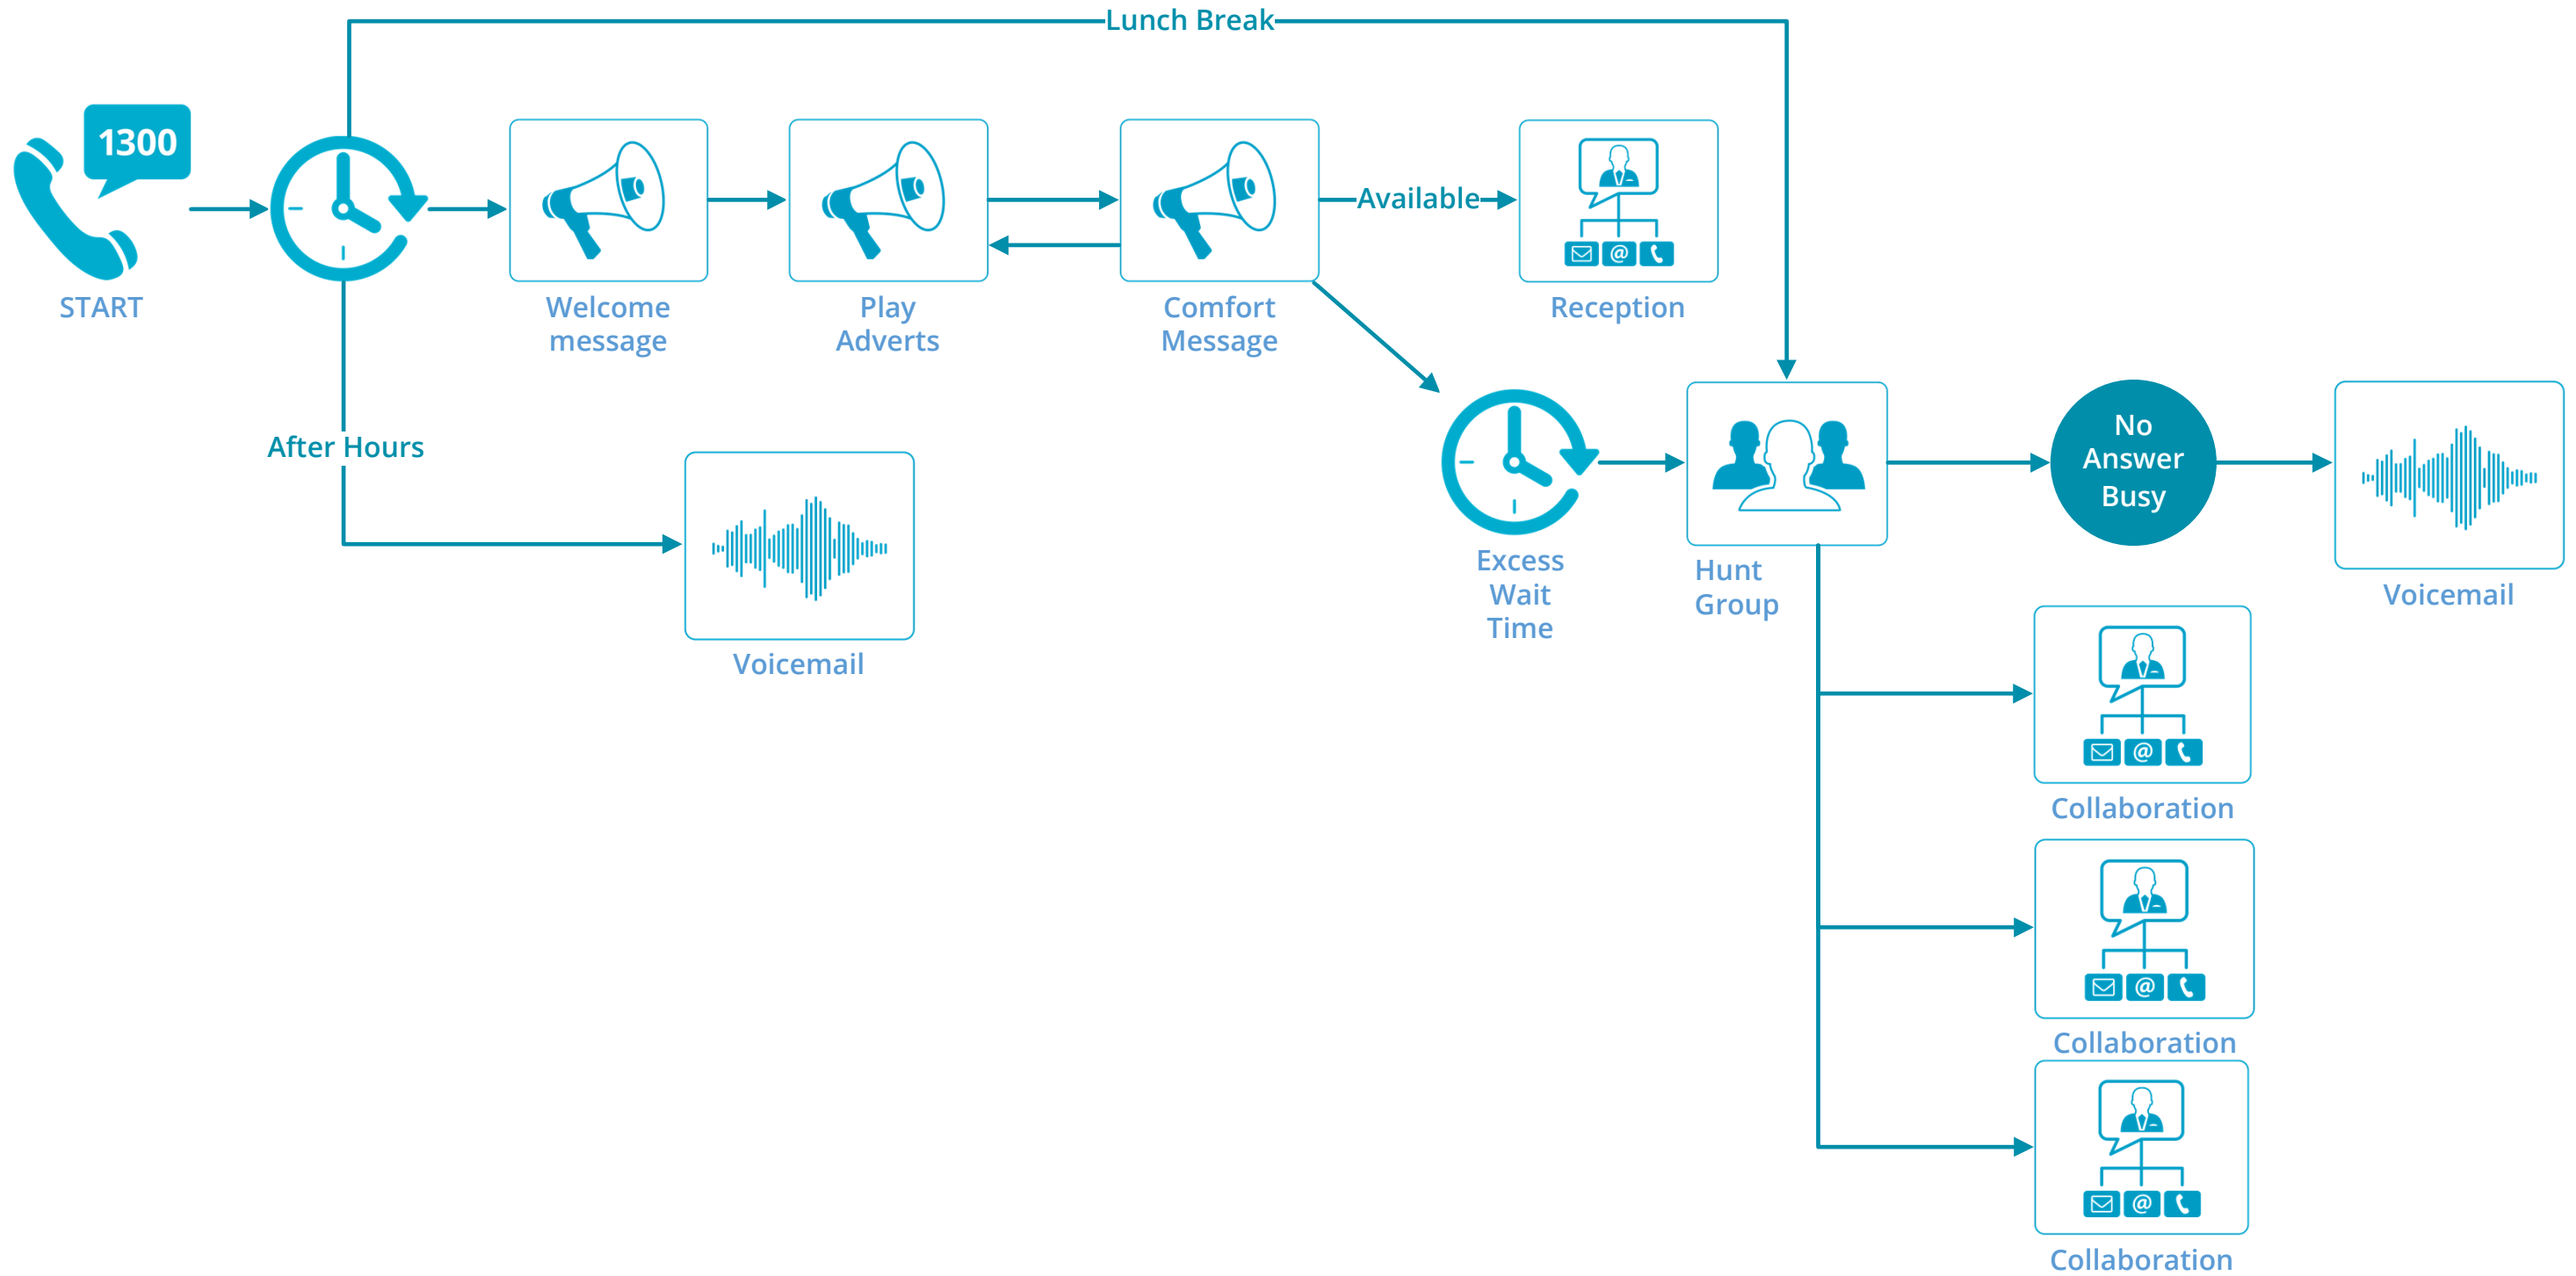 Lunch Break
1300
START
Welcome
message
Play
Adverts
Comfort
Message
Available
Reception
After Hours
Voicemail
Excess
Wait
Time
Hunt
Group
No
Answer
Busy
Voicemail
@
@
Collaboration
@
Collaboration
@
Collaboration